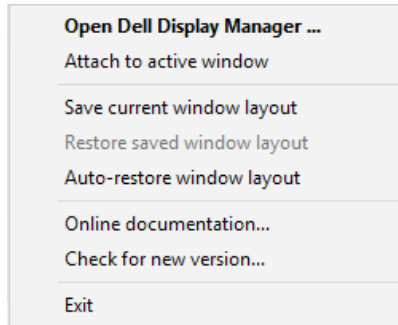 Open Dell Display Manager ...
Attach to active window
Save current window layout
Restore saved window layout
Auto-restore window layout
Online documentation...
Check for new version...
Exit